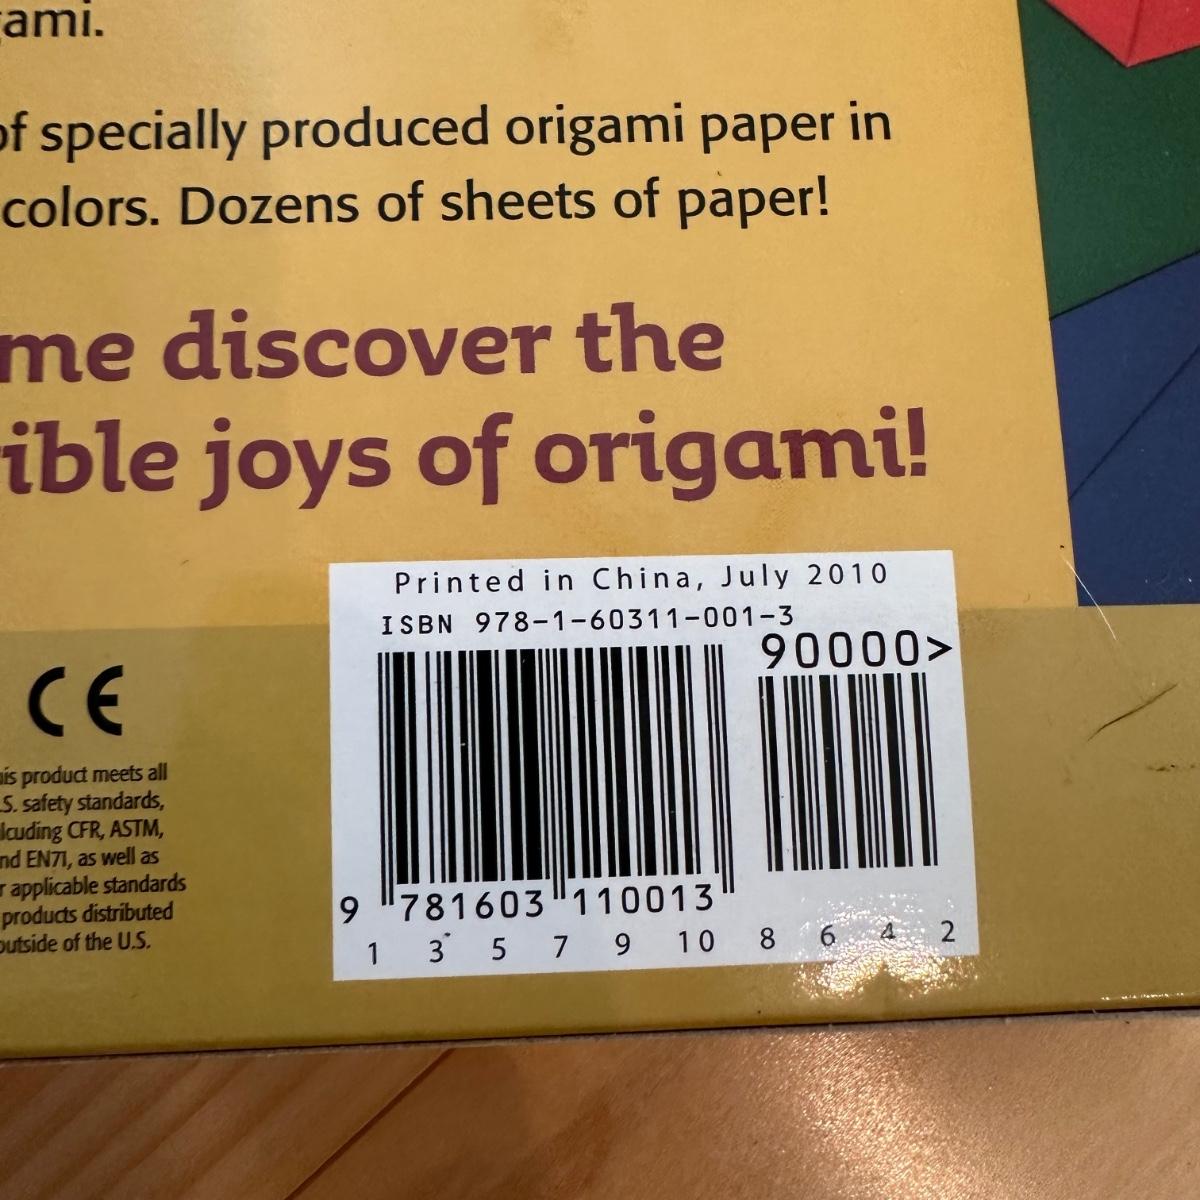 gami.
of specially produced origami paper in
colors. Dozens of sheets of paper!
me discover the
ible joys of origami!
Printed in China, July 2010
ISBN 978-1-60311-001-3
90000>
9 781603 110013
1 3 5 7 9 10 8 6 4 2
CE
his product meets all
.S. safety standards,
lcuding CFR, ASTM,
nd EN71, as well as
r applicable standards
products distributed
outside of the U.S.